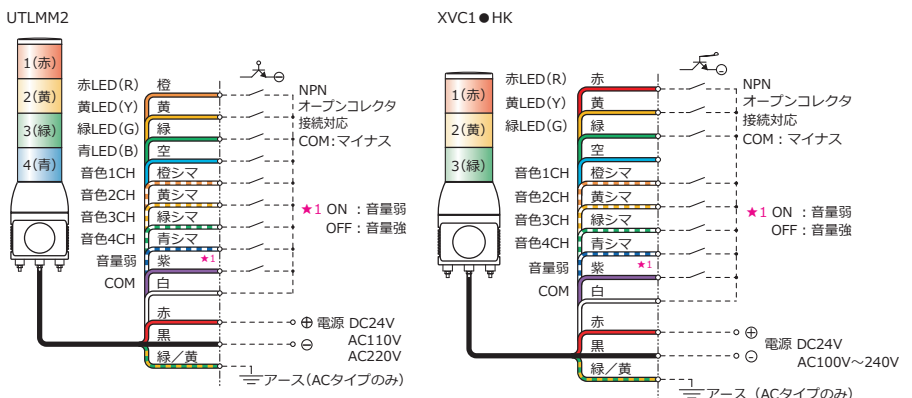 UTLMM2
1(赤)
2(黄)
3(緑)
4(青)
赤LED(R) 橙
黄LED(Y) 黄
緑LED(G) 緑
青LED(B) 空
音色1CH 橙シマ
音色2CH 黄シマ
音色3CH 緑シマ
音色4CH 青シマ
音量弱 紫 ★1
COM 白
赤
黒
緑／黄
NPN
オープンコレクタ
接続対応
COM：マイナス
★1 ON ：音量弱
OFF：音量強
⊕ 電源 DC24V
⊖ AC110V
AC220V
アース(ACタイプのみ)
XVC1●HK
1(赤)
2(黄)
3(緑)
赤LED(R) 赤
黄LED(Y) 黄
緑LED(G) 緑
空
音色1CH 橙シマ
音色2CH 黄シマ
音色3CH 緑シマ
音色4CH 青シマ
音量弱 紫 ★1
COM 白
赤
黒
緑／黄
NPN
オープンコレクタ
接続対応
COM：マイナス
★1 ON ：音量弱
OFF：音量強
⊕
⊖ 電源 DC24V
AC100V～240V
アース（ACタイプのみ）